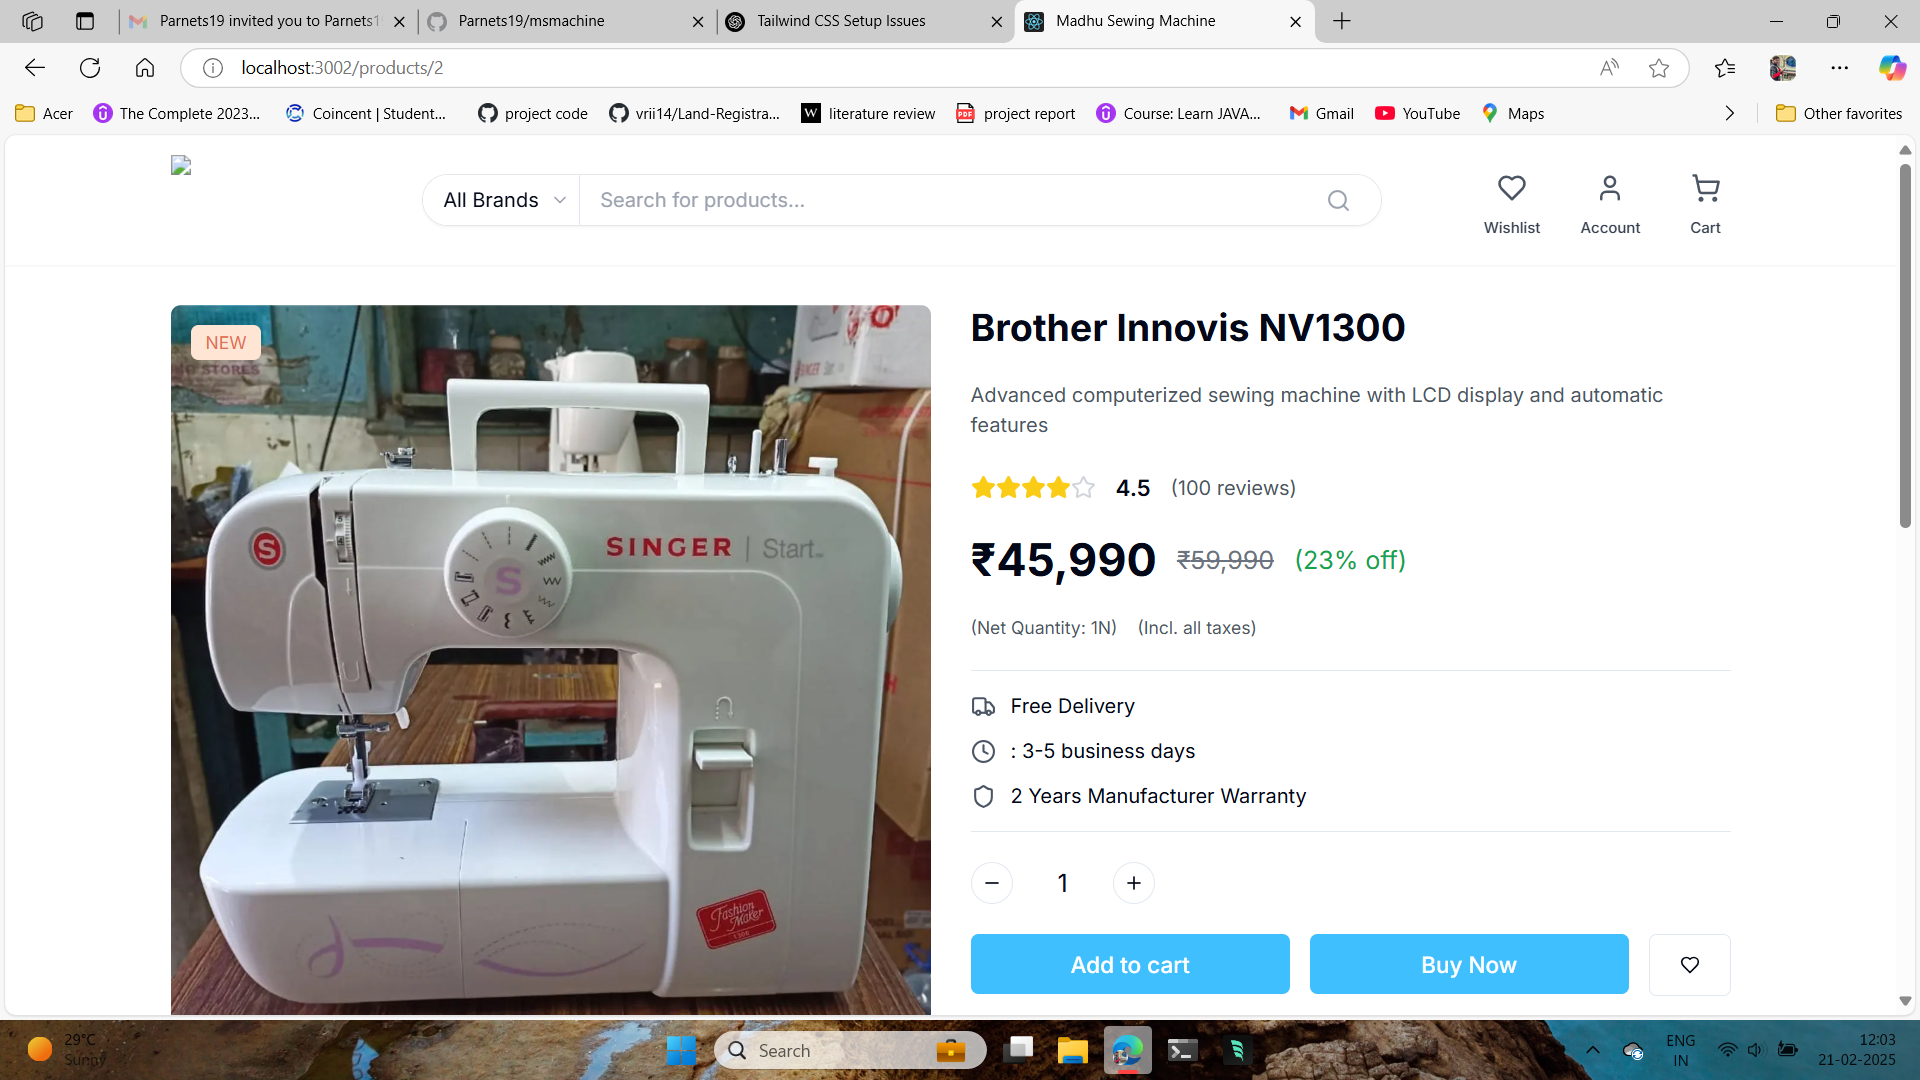 Parnets19 invited you to Parnets1
Parnets19/msmachine
Tailwind CSS Setup Issues
Madhu Sewing Machine
localhost:3002/products/2
Acer
The Complete 2023...
Coincent | Student...
project code
vrii14/Land-Registra...
literature review
project report
Course: Learn JAVA...
Gmail
YouTube
Maps
Other favorites
All Brands
Search for products...
Wishlist
Account
Cart
NEW
STORES
SINGER | Start
S
S
Fashion
Maker
Brother Innovis NV1300
Advanced computerized sewing machine with LCD display and automatic
features
4.5 (100 reviews)
₹45,990 ₹59,990 (23% off)
(Net Quantity: 1N) (Incl. all taxes)
Free Delivery
: 3-5 business days
2 Years Manufacturer Warranty
1
Add to cart
Buy Now
29°C
Sunny
Search
ENG
IN
12:03
21-02-2025